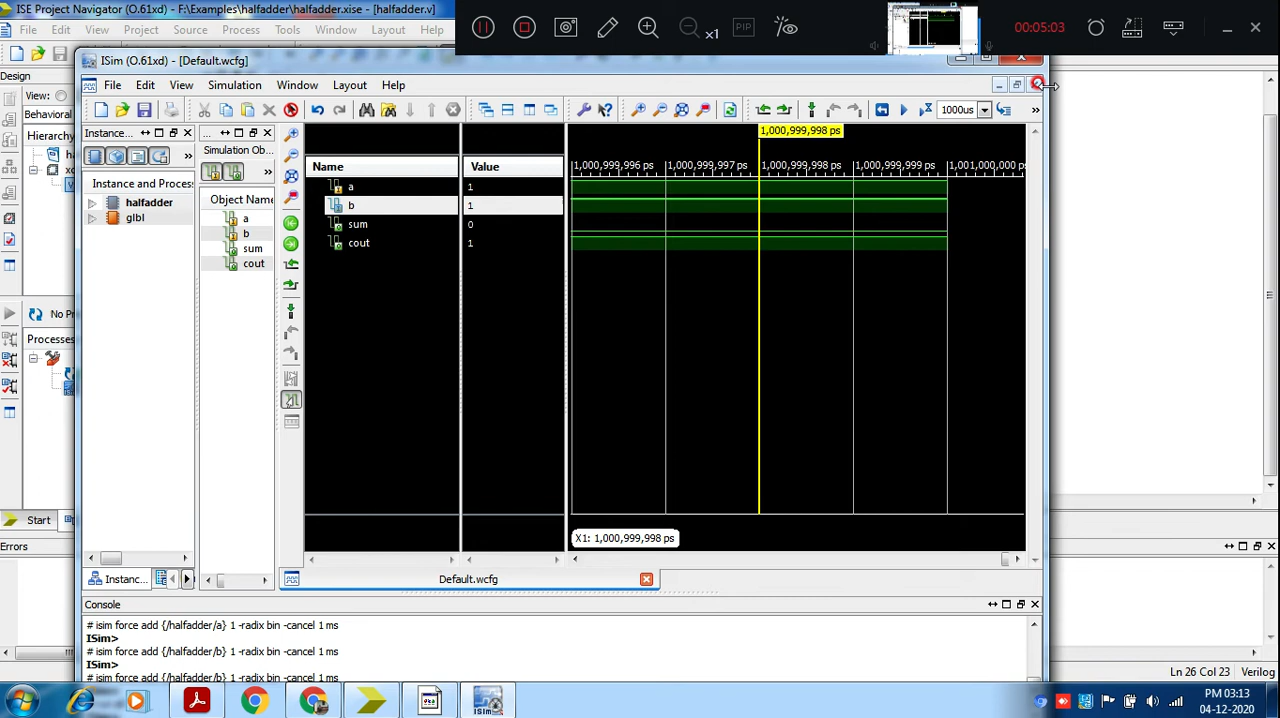 ISE Project Navigator (O.61xd) - F:\Examples\halfadder\halfadder.xise - [halfadder.v]
File Edit View Project Source Process Tools Window Layout
PIP
x1
00:05:03
Design
ISim (O.61xd) - [Default.wcfg]
File Edit View Simulation Window Layout Help
1000us
View:
Behavioral
Hierarchy
Instance...
Simulation Ob
Instance and Proces
halfadder
glbl
Object Name
a
b
sum
cout
Name Value
a 1
b 1
sum 0
cout 1
1,000,999,998 ps
1,000,999,996 ps 1,000,999,997 ps 1,000,999,998 ps 1,000,999,999 ps 1,001,000,000 ps
X1: 1,000,999,998 ps
No Pr
Processes
Start
Errors
Instanc...
Default.wcfg
Console
# isim force add {/halfadder/a} 1 -radix bin -cancel 1 ms
ISim>
# isim force add {/halfadder/b} 1 -radix bin -cancel 1 ms
ISim>
# isim force add {/halfadder/b} 1 -radix bin -cancel 1 ms
Ln 26 Col 23 Verilog
ISim
PM 03:13
04-12-2020